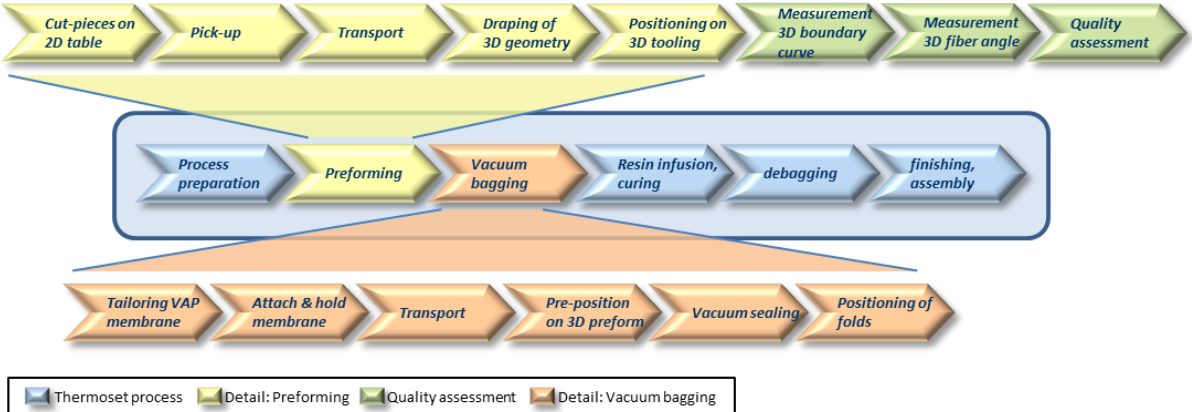 Cut-pieces on
2D table
Pick-up
Transport
Draping of
3D geometry
Positioning on
3D tooling
Measurement
3D boundary
curve
Measurement
3D fiber angle
Quality
assessment
Process
preparation
Preforming
Vacuum
bagging
Resin infusion,
curing
debagging
finishing,
assembly
Tailoring VAP
membrane
Attach & hold
membrane
Transport
Pre-position
on 3D preform
Vacuum sealing
Positioning of
folds
Thermoset process
Detail: Preforming
Quality assessment
Detail: Vacuum bagging